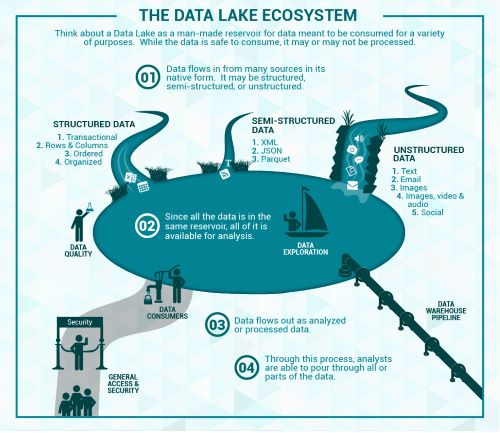 THE DATA LAKE ECOSYSTEM
Think about a Data Lake as a man-made reservoir for data meant to be consumed for a variety
of purposes. While the data is safe to consume, it may or may not be processed.
01
Data flows in from many sources in its
native form. It may be structured,
semi-structured, or unstructured.
STRUCTURED DATA
1. Transactional
2. Rows & Columns
3. Ordered
4. Organized
SEMI-STRUCTURED
DATA
1. XML
2. JSON
3. Parquet
UNSTRUCTURED
DATA
1. Text
2. Email
3. Images
4. Images, video &
audio
5. Social
T
02
Since all the data is in the
same reservoir, all of it is
available for analysis.
DATA
QUALITY
DATA
EXPLORATION
DATA
CONSUMERS
03
Data flows out as analyzed
or processed data.
DATA
WAREHOUSE
PIPELINE
Security
04
Through this process, analysts
are able to pour through all or
parts of the data.
GENERAL
ACCESS &
SECURITY